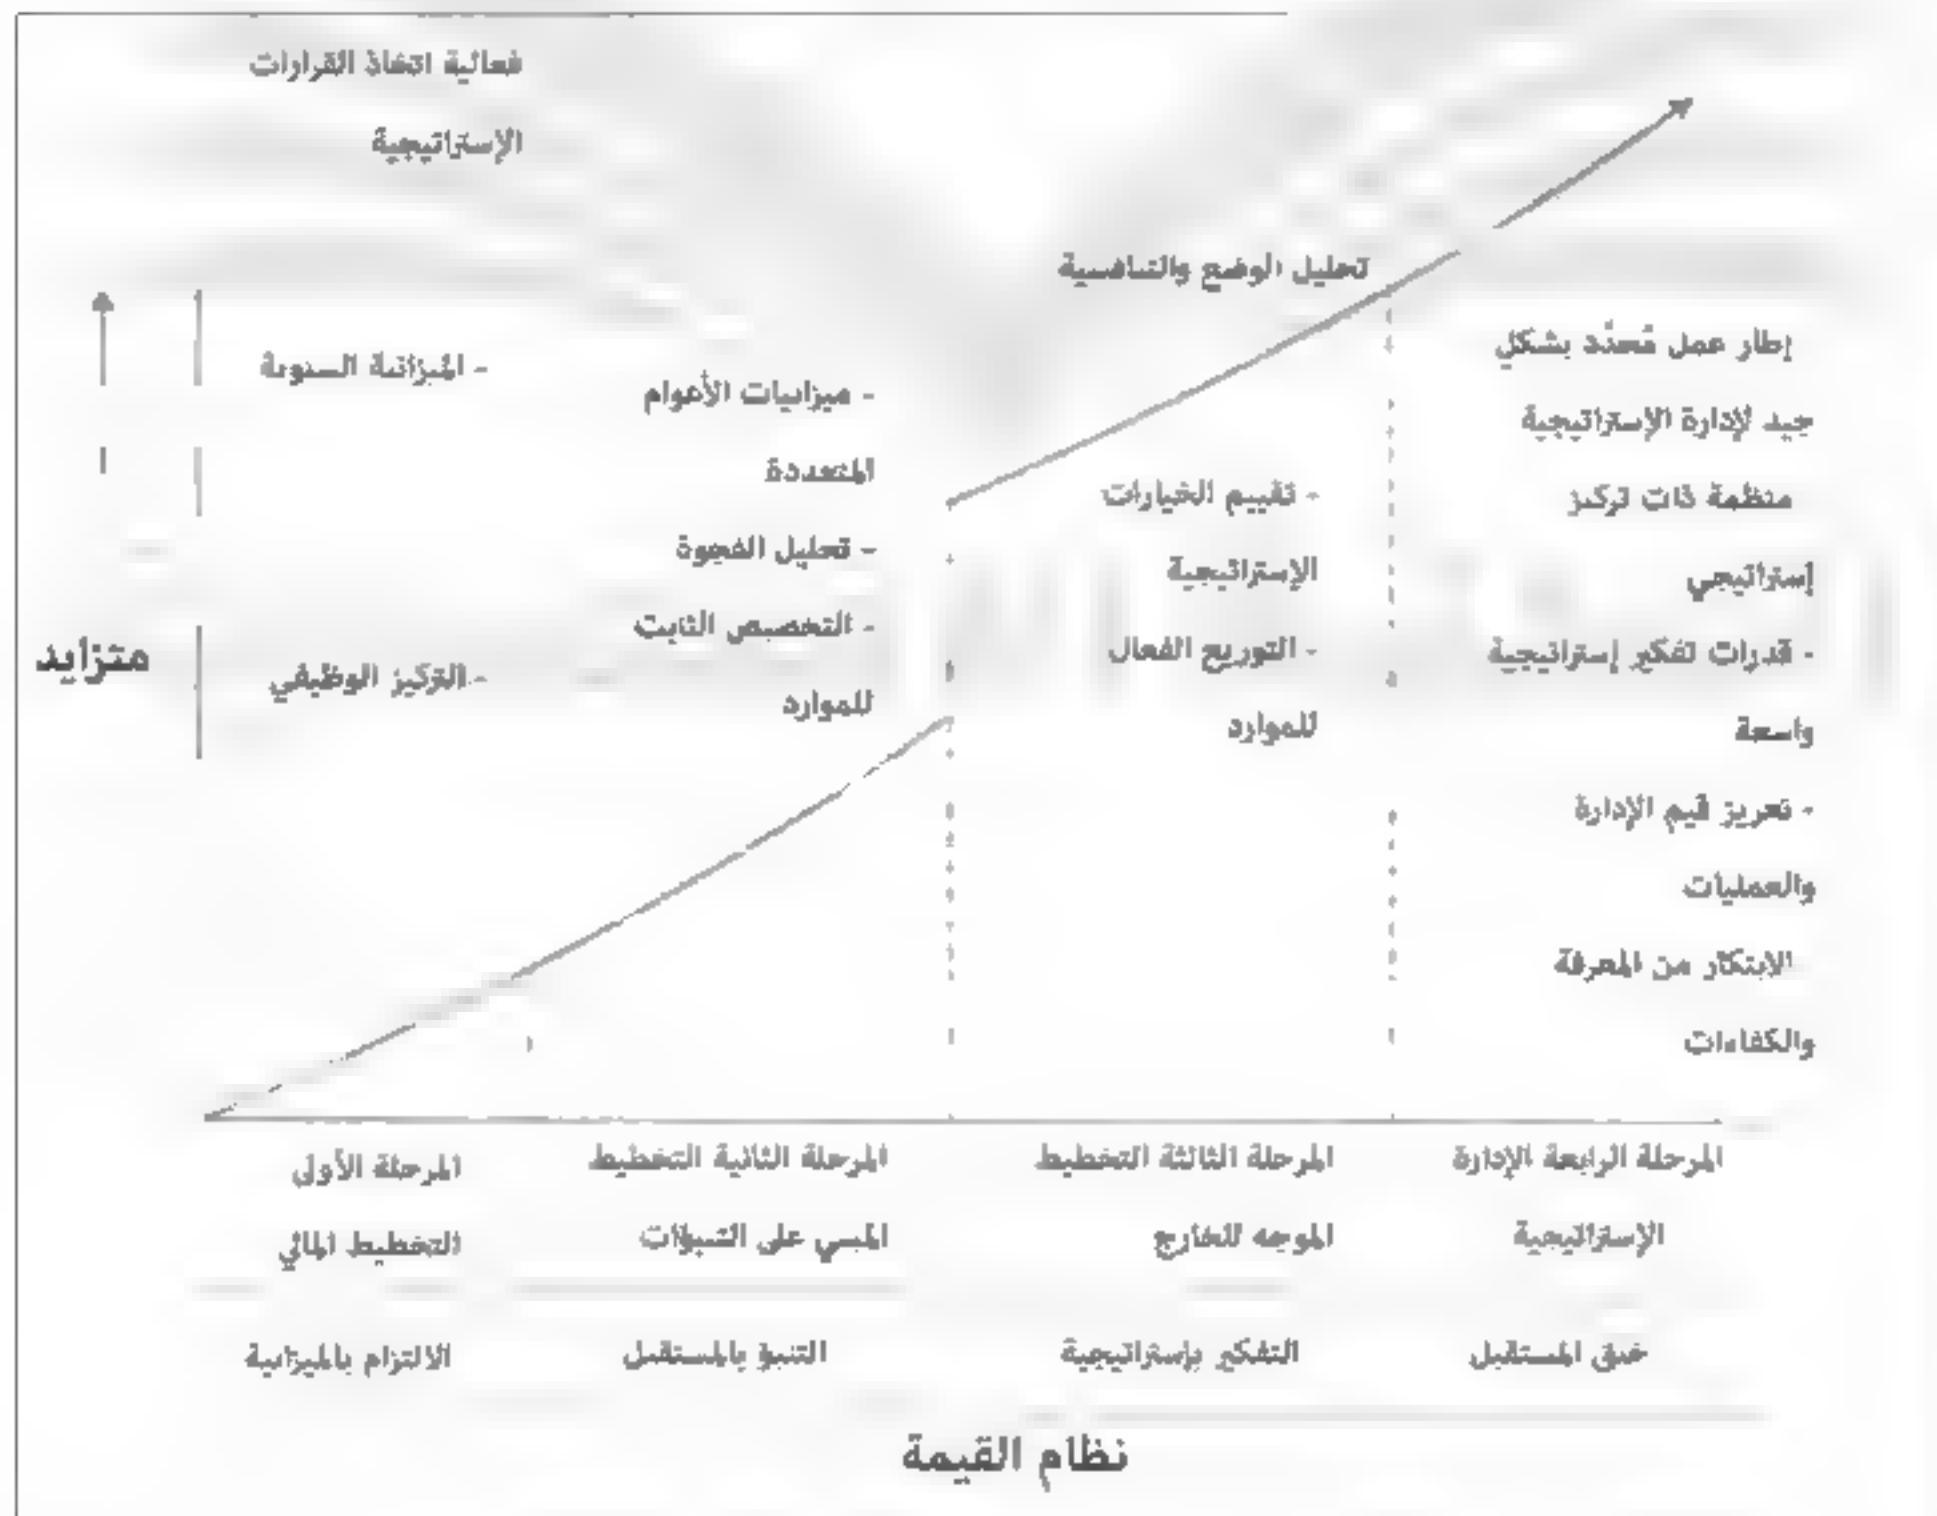 فعالية اتخاذ القرارات
الإستراتيجية
متزايد
- الميزانية السنوية
- التركيز الوظيفي
- ميزانيات الأعوام
المتعددة
- تحليل الفجوة
- التخصيص الثابت
للموارد
تحليل الوضع والتنافسية
- تقييم الخيارات
الإستراتيجية
- التوزيع الفعال
للموارد
إطار عمل مُحدَّد بشكل
جيد لإدارة الإستراتيجية
منظمة ذات تركيز
إستراتيجي
- قدرات تفكير إستراتيجية
واسعة
- تعزيز قيم الإدارة
والعمليات
الابتكار من المعرفة
والكفاءات
المرحلة الأولى
التخطيط المالي
المرحلة الثانية التخطيط
المبني على التنبؤات
المرحلة الثالثة التخطيط
الموجه للخارج
المرحلة الرابعة الإدارة
الإستراتيجية
الالتزام بالميزانية
التنبؤ بالمستقبل
التفكير بإستراتيجية
خلق المستقبل
نظام القيمة